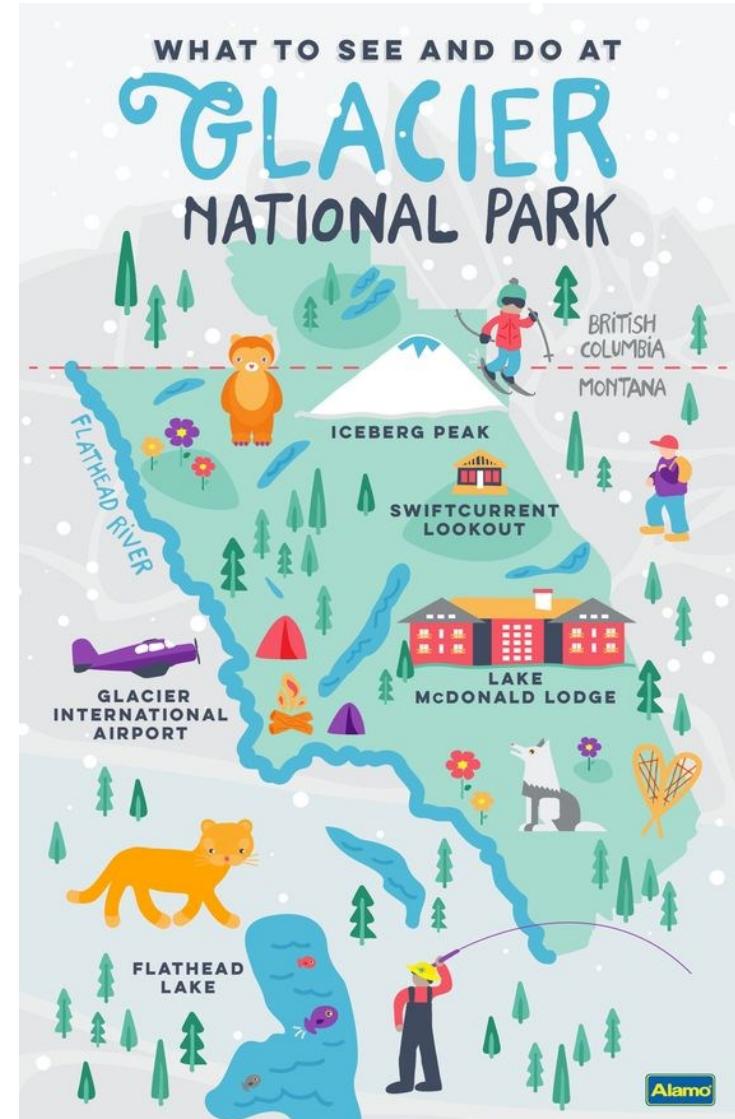 WHAT TO SEE AND DO AT
GLACIER
NATIONAL PARK
BRITISH
COLUMBIA
MONTANA
ICEBERG PEAK
FLATHEAD RIVER
SWIFTCURRENT
LOOKOUT
LAKE
McDONALD LODGE
GLACIER
INTERNATIONAL
AIRPORT
FLATHEAD
LAKE
Alamo